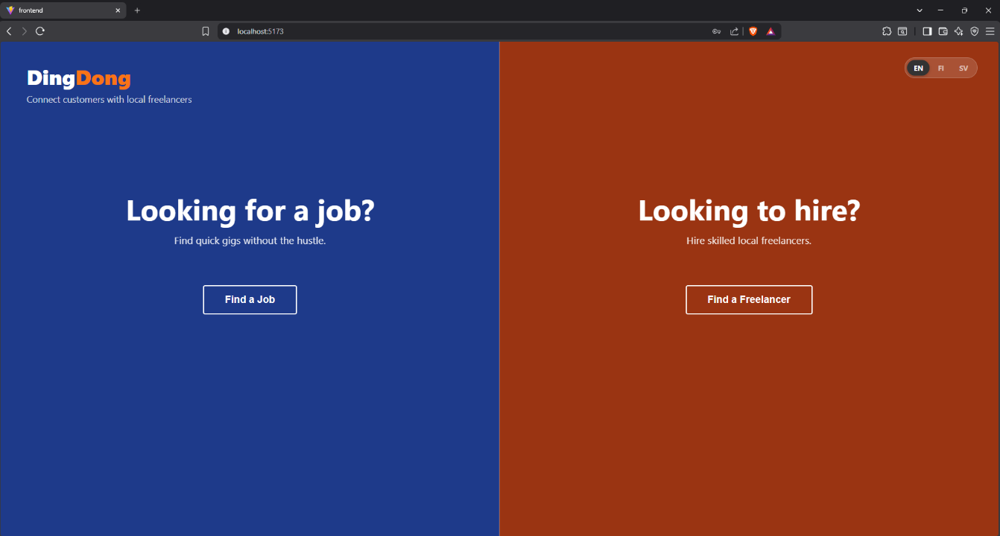 frontend
localhost:5173
DingDong
Connect customers with local freelancers
EN FI SV
Looking for a job?
Find quick gigs without the hustle.
Find a Job
Looking to hire?
Hire skilled local freelancers.
Find a Freelancer